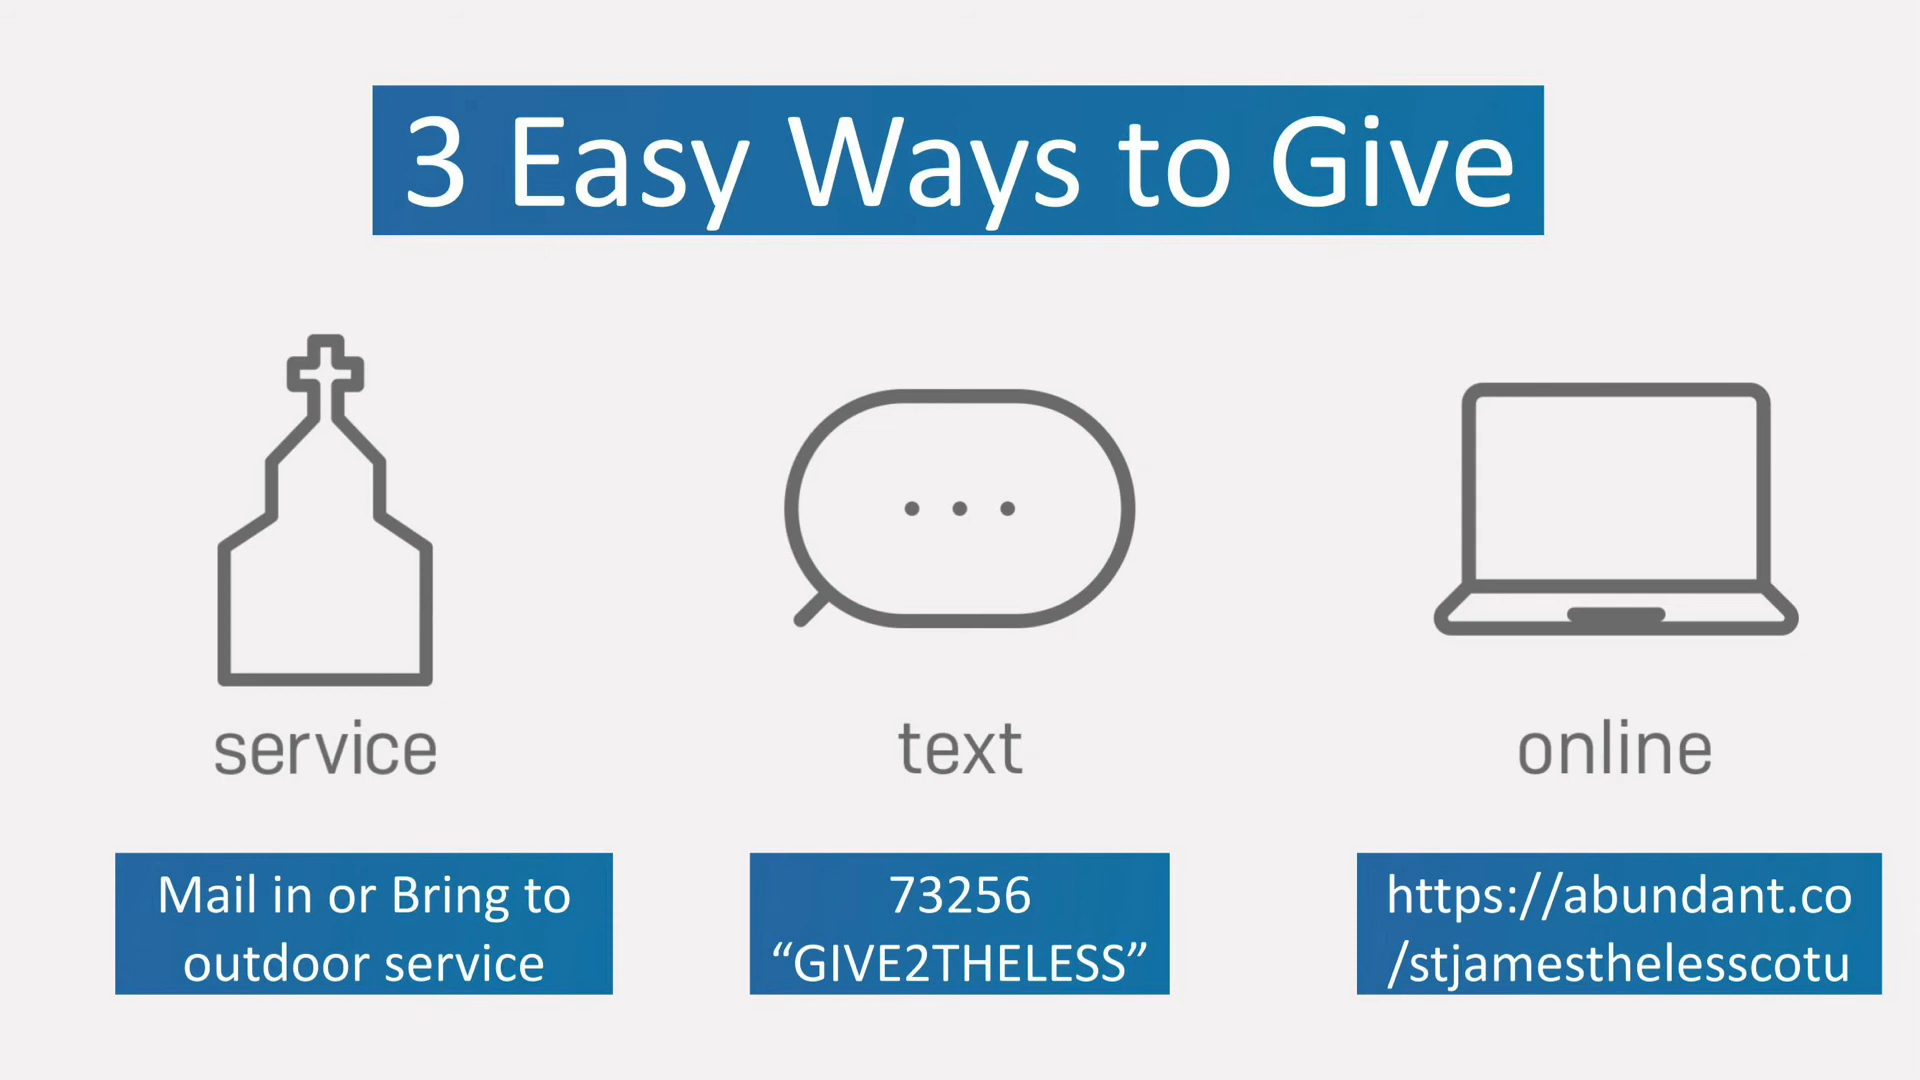 3 Easy Ways to Give
service
text
online
Mail in or Bring to
outdoor service
73256
“GIVE2THELESS”
https://abundant.co
/stjamesthelesscotu